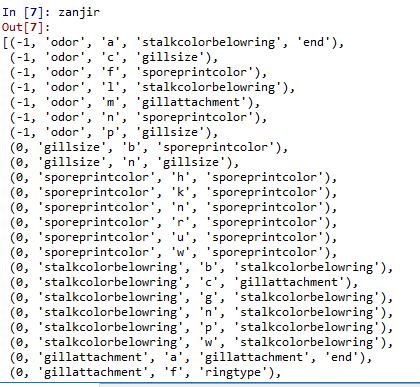 In [7]: zanjir
Out[7]:
[(-1, 'odor', 'a', 'stalkcolorbelowring', 'end'),
(-1, 'odor', 'c', 'gillsize'),
(-1, 'odor', 'f', 'sporeprintcolor'),
(-1, 'odor', 'l', 'stalkcolorbelowring'),
(-1, 'odor', 'm', 'gillattachment'),
(-1, 'odor', 'n', 'sporeprintcolor'),
(-1, 'odor', 'p', 'gillsize'),
(0, 'gillsize', 'b', 'sporeprintcolor'),
(0, 'gillsize', 'n', 'gillsize'),
(0, 'sporeprintcolor', 'h', 'sporeprintcolor'),
(0, 'sporeprintcolor', 'k', 'sporeprintcolor'),
(0, 'sporeprintcolor', 'n', 'sporeprintcolor'),
(0, 'sporeprintcolor', 'r', 'sporeprintcolor'),
(0, 'sporeprintcolor', 'u', 'sporeprintcolor'),
(0, 'sporeprintcolor', 'w', 'sporeprintcolor'),
(0, 'stalkcolorbelowring', 'b', 'stalkcolorbelowring'),
(0, 'stalkcolorbelowring', 'c', 'gillattachment'),
(0, 'stalkcolorbelowring', 'g', 'stalkcolorbelowring'),
(0, 'stalkcolorbelowring', 'n', 'stalkcolorbelowring'),
(0, 'stalkcolorbelowring', 'p', 'stalkcolorbelowring'),
(0, 'stalkcolorbelowring', 'w', 'stalkcolorbelowring'),
(0, 'gillattachment', 'a', 'gillattachment', 'end'),
(0, 'gillattachment', 'f', 'ringtype'),